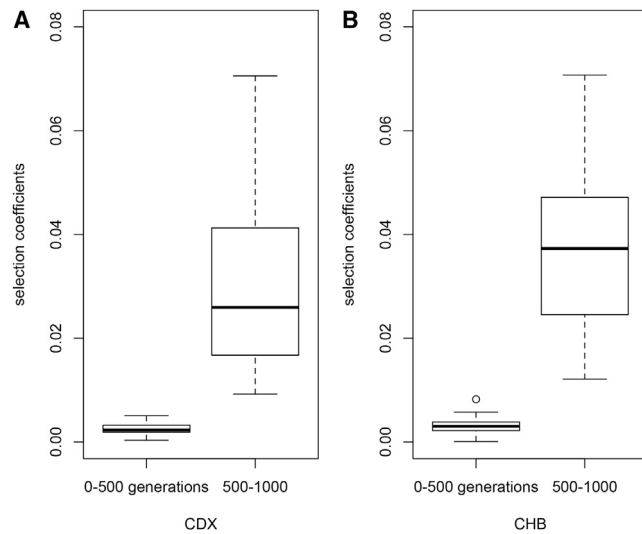 A
selection coefficients
0.08
0.06
0.04
0.02
0.00
0-500 generations
500-1000
CDX
B
selection coefficients
0.08
0.06
0.04
0.02
0.00
0-500 generations
500-1000
CHB